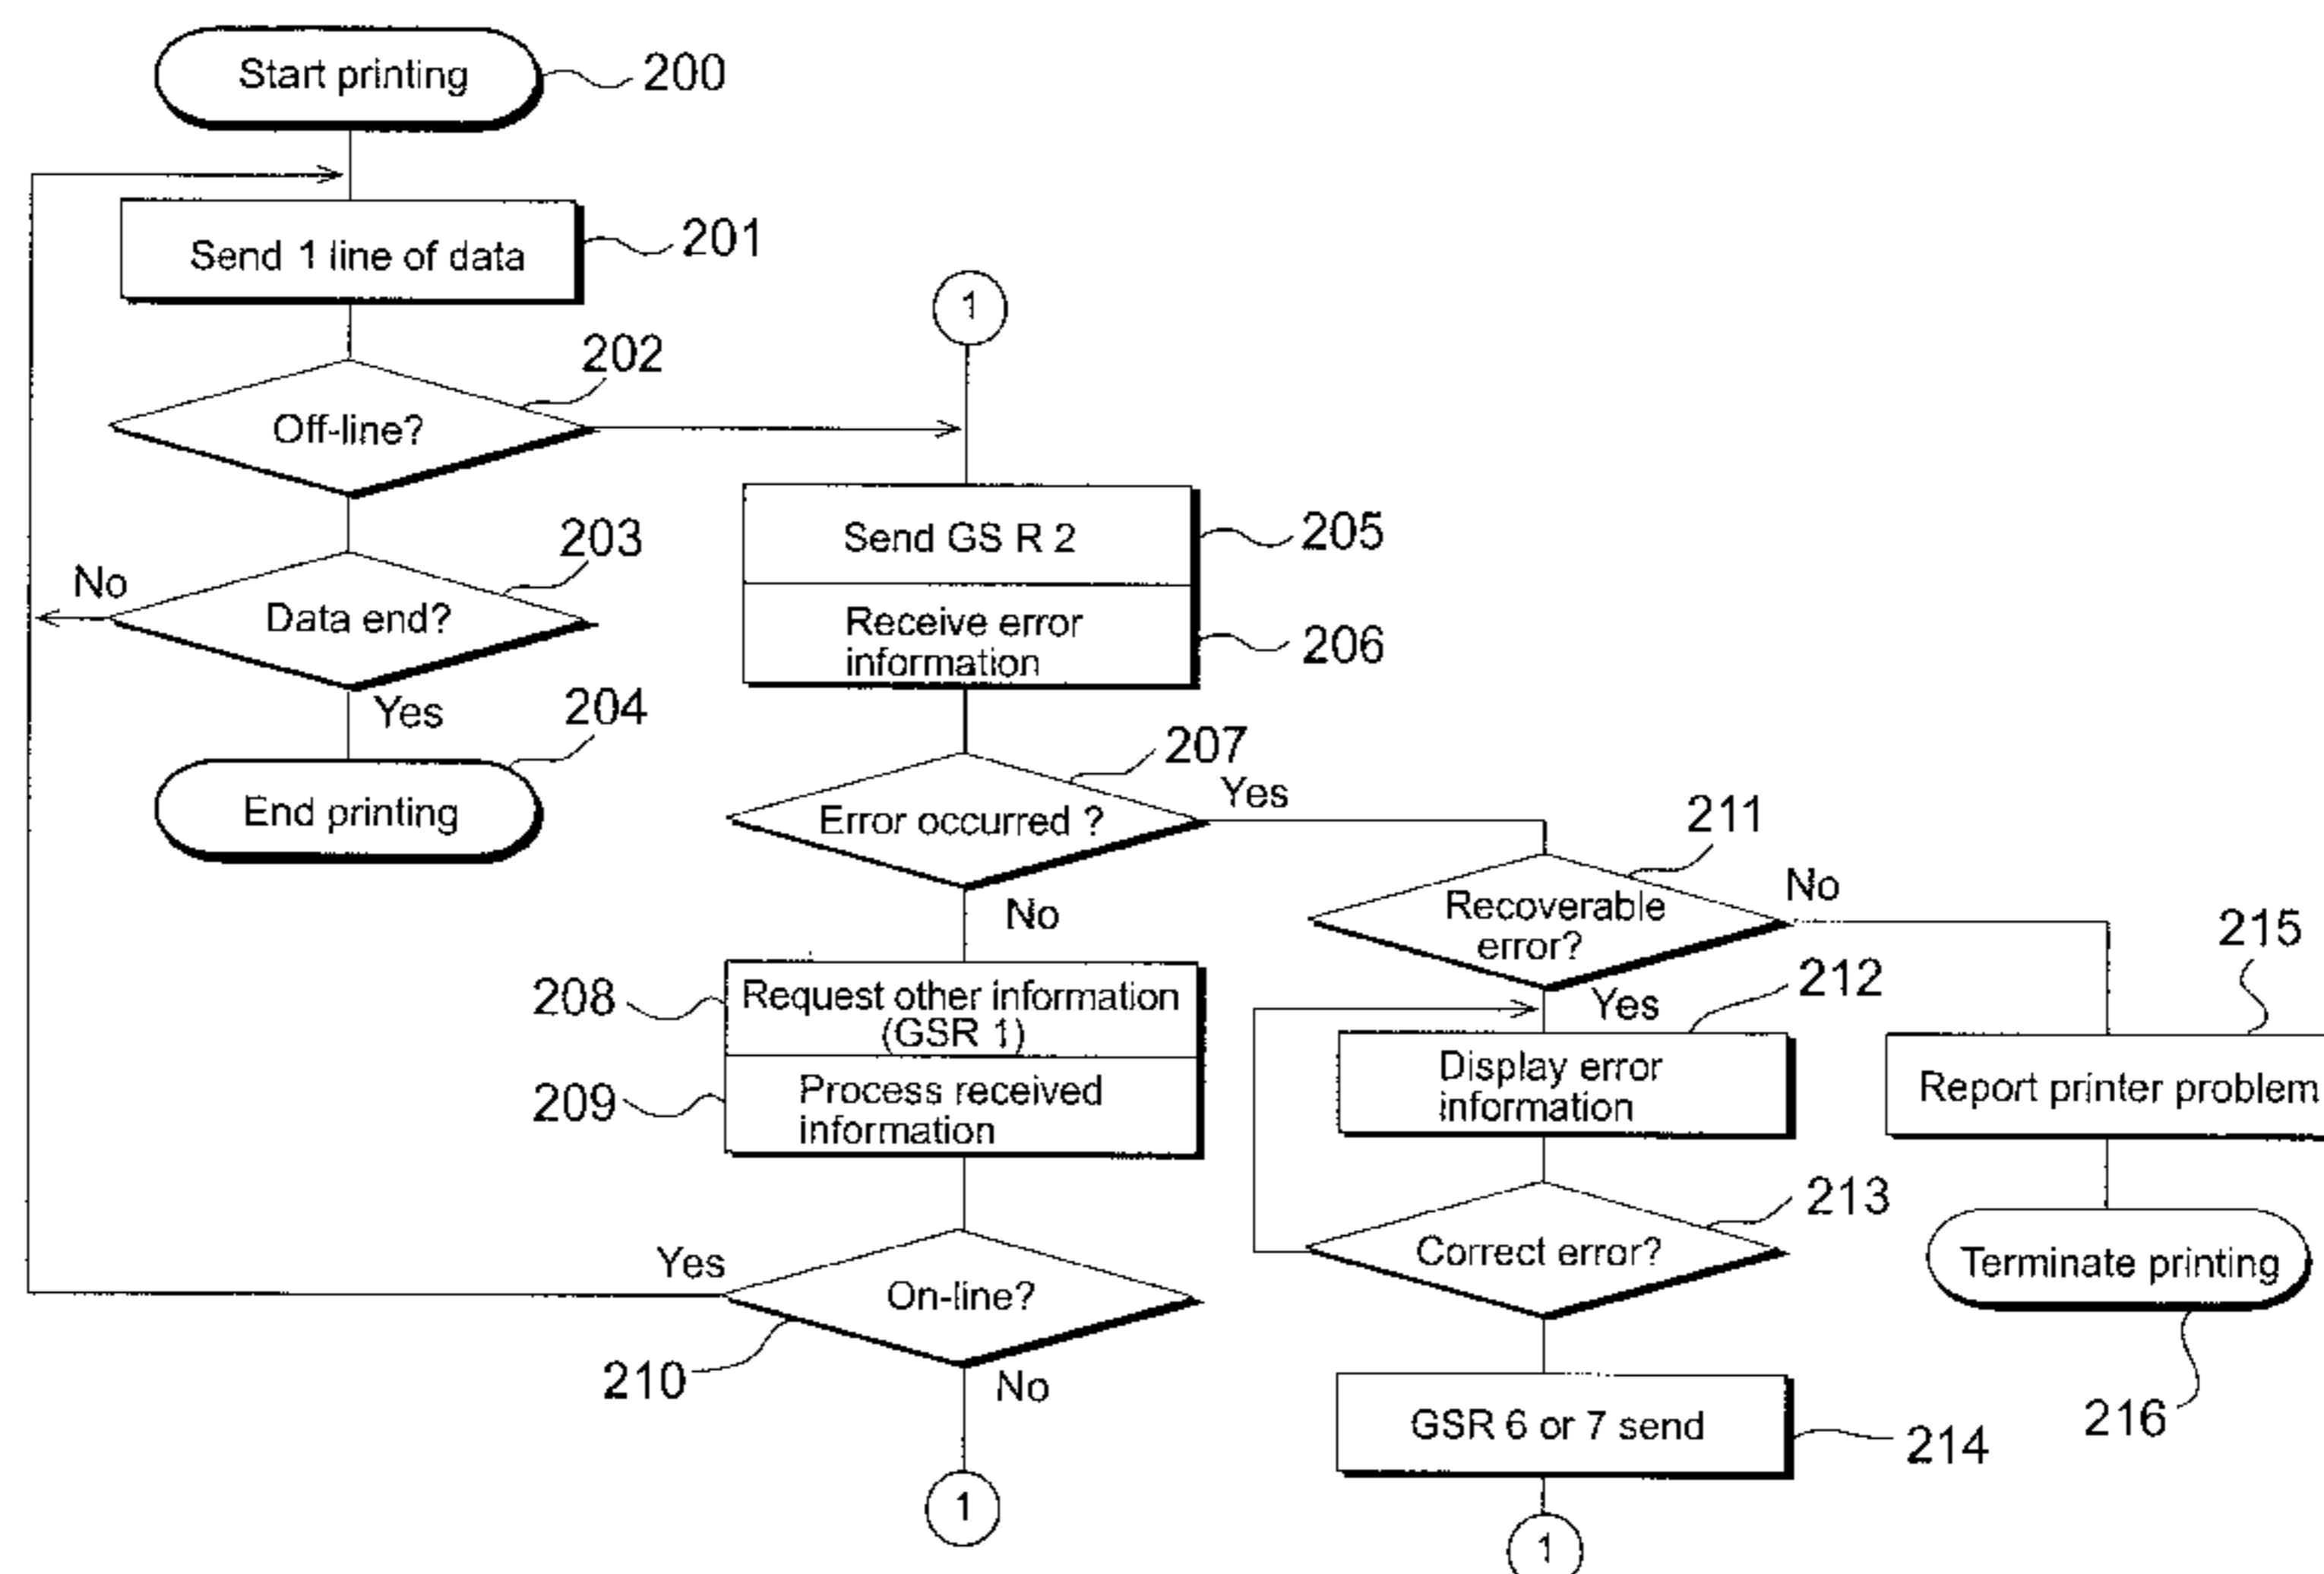 Start printing
200
Send 1 line of data
201
1
202
Off-line?
203
No
Data end?
Yes
204
End printing
Send GS R 2
205
Receive error
information
206
207
Yes
Error occurred ?
No
211
Recoverable
error?
No
Yes
212
215
208
Request other information
(GSR 1)
209
Process received
information
Display error
information
Report printer problem
213
Correct error?
Yes
On-line?
210
No
Terminate printing
216
GSR 6 or 7 send
214
1
1